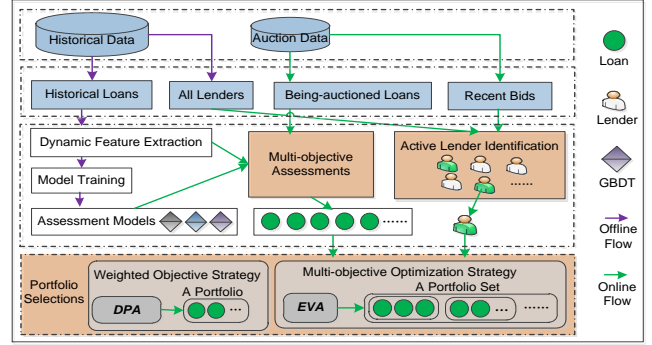 Historical Data
Auction Data
Historical Loans
All Lenders
Being-auctioned Loans
Recent Bids
Dynamic Feature Extraction
Model Training
Assessment Models
Multi-objective
Assessments
Active Lender Identification
......
......
Portfolio
Selections
Weighted Objective Strategy
A Portfolio
DPA
...
Multi-objective Optimization Strategy
A Portfolio Set
EVA
...
......
Loan
Lender
GBDT
Offline
Flow
Online
Flow